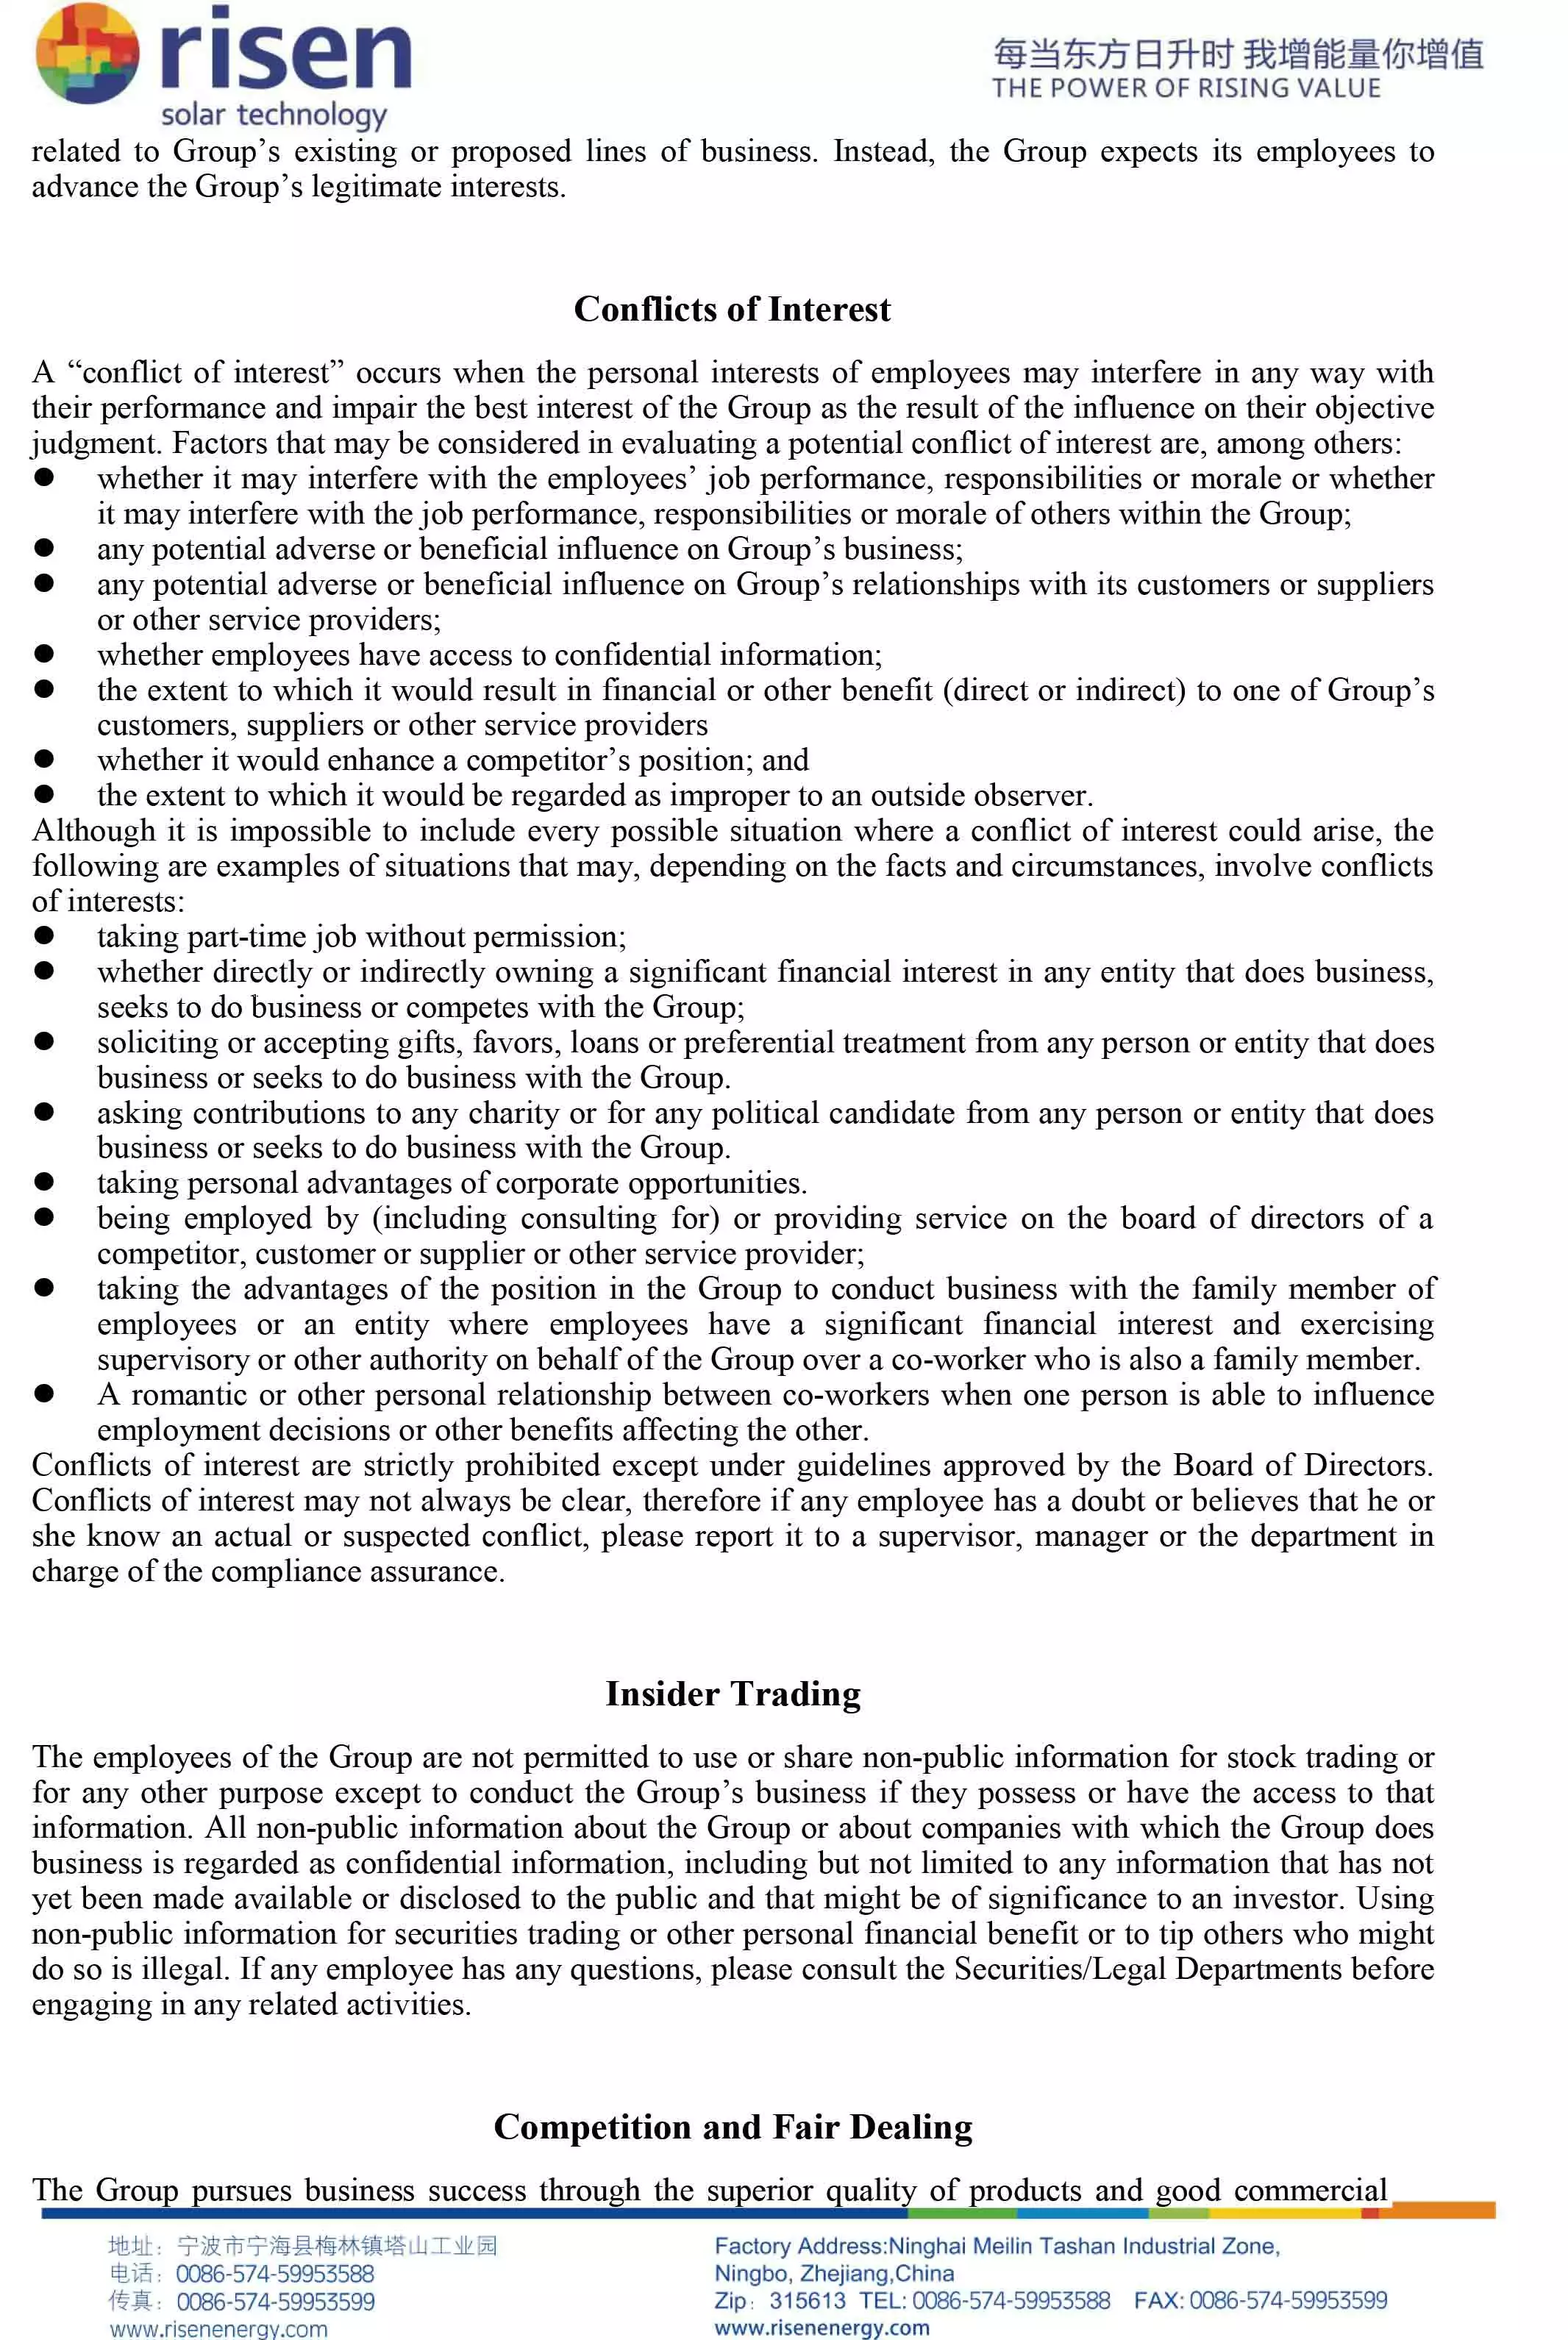 risen
solar technology
每当东方日升时 我增能量你增值
THE POWER OF RISING VALUE
related to Group’s existing or proposed lines of business. Instead, the Group expects its employees to
advance the Group’s legitimate interests.
Conflicts of Interest
A “conflict of interest” occurs when the personal interests of employees may interfere in any way with
their performance and impair the best interest of the Group as the result of the influence on their objective
judgment. Factors that may be considered in evaluating a potential conflict of interest are, among others:
● whether it may interfere with the employees’ job performance, responsibilities or morale or whether
it may interfere with the job performance, responsibilities or morale of others within the Group;
● any potential adverse or beneficial influence on Group’s business;
● any potential adverse or beneficial influence on Group’s relationships with its customers or suppliers
or other service providers;
● whether employees have access to confidential information;
● the extent to which it would result in financial or other benefit (direct or indirect) to one of Group’s
customers, suppliers or other service providers
● whether it would enhance a competitor’s position; and
● the extent to which it would be regarded as improper to an outside observer.
Although it is impossible to include every possible situation where a conflict of interest could arise, the
following are examples of situations that may, depending on the facts and circumstances, involve conflicts
of interests:
● taking part-time job without permission;
● whether directly or indirectly owning a significant financial interest in any entity that does business,
seeks to do business or competes with the Group;
● soliciting or accepting gifts, favors, loans or preferential treatment from any person or entity that does
business or seeks to do business with the Group.
● asking contributions to any charity or for any political candidate from any person or entity that does
business or seeks to do business with the Group.
● taking personal advantages of corporate opportunities.
● being employed by (including consulting for) or providing service on the board of directors of a
competitor, customer or supplier or other service provider;
● taking the advantages of the position in the Group to conduct business with the family member of
employees or an entity where employees have a significant financial interest and exercising
supervisory or other authority on behalf of the Group over a co-worker who is also a family member.
● A romantic or other personal relationship between co-workers when one person is able to influence
employment decisions or other benefits affecting the other.
Conflicts of interest are strictly prohibited except under guidelines approved by the Board of Directors.
Conflicts of interest may not always be clear, therefore if any employee has a doubt or believes that he or
she know an actual or suspected conflict, please report it to a supervisor, manager or the department in
charge of the compliance assurance.
Insider Trading
The employees of the Group are not permitted to use or share non-public information for stock trading or
for any other purpose except to conduct the Group’s business if they possess or have the access to that
information. All non-public information about the Group or about companies with which the Group does
business is regarded as confidential information, including but not limited to any information that has not
yet been made available or disclosed to the public and that might be of significance to an investor. Using
non-public information for securities trading or other personal financial benefit or to tip others who might
do so is illegal. If any employee has any questions, please consult the Securities/Legal Departments before
engaging in any related activities.
Competition and Fair Dealing
The Group pursues business success through the superior quality of products and good commercial
地址：宁波市宁海县梅林镇塔山工业园
电话：0086-574-59953588
传真：0086-574-59953599
www.risenenergy.com
Factory Address:Ninghai Meilin Tashan Industrial Zone,
Ningbo, Zhejiang,China
Zip：315613 TEL: 0086-574-59953588 FAX: 0086-574-59953599
www.risenenergy.com